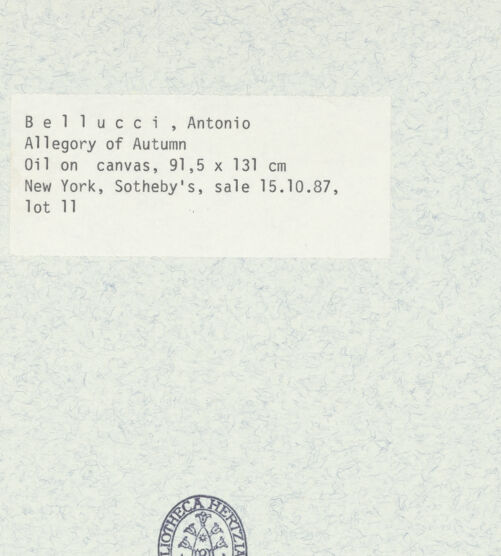 B e l l u c c i , Antonio
Allegory of Autumn
Oil on canvas, 91,5 x 131 cm
New York, Sotheby's, sale 15.10.87,
lot 11
BIBLIOTHECA HERTZIA